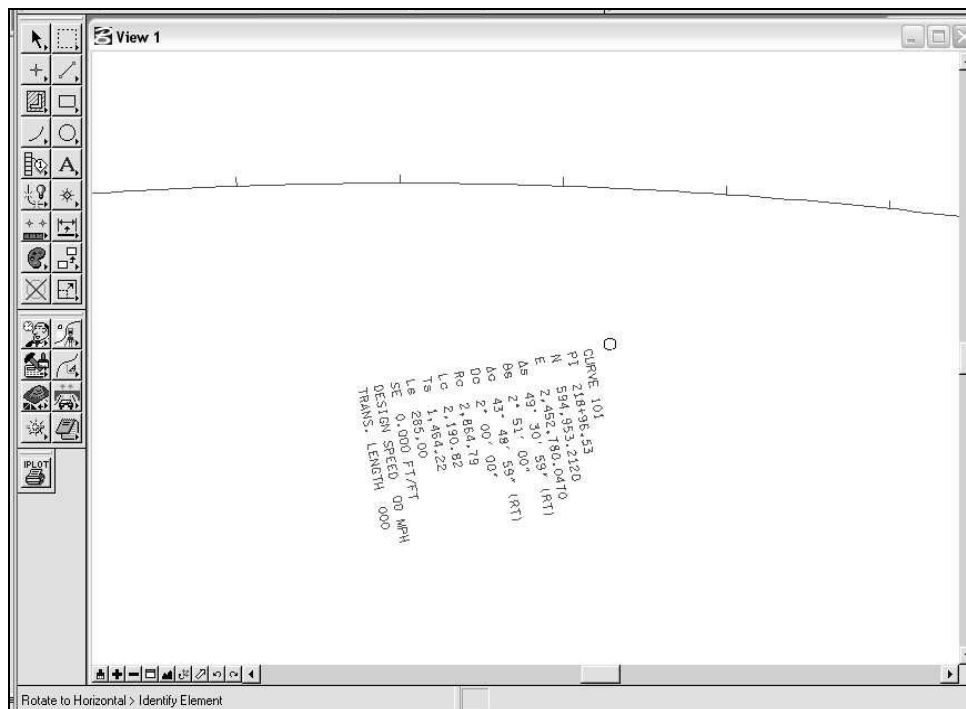 View 1
CURVE 101
PI 218+96.53
N 594,953.2120
E 2,452,780.0470
Δs 49° 30' 59" (RT)
θs 2° 51' 00"
Δc 43° 48' 59" (RT)
Dc 2° 00' 00"
Rc 2,864.79
Lc 2,190.82
Ts 1,464.22
Ls 285.00
SE 0.000 FT/FT
DESIGN SPEED 00 MPH
TRANS. LENGTH 000
IPLOT
Rotate to Horizontal > Identify Element